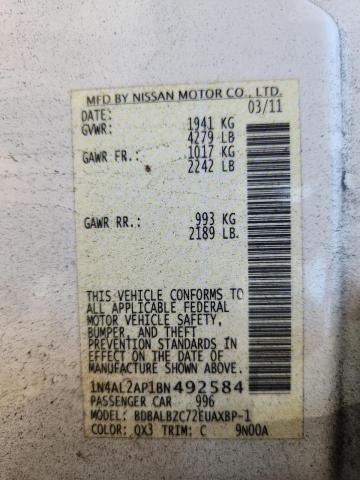 MFD BY NISSAN MOTOR CO., LTD.
DATE: 03/11
GVWR: 1941 KG
4279 LB
GAWR FR.: 1017 KG
2242 LB
GAWR RR.: 993 KG
2189 LB.
THIS VEHICLE CONFORMS TO
ALL APPLICABLE FEDERAL
MOTOR VEHICLE SAFETY,
BUMPER, AND THEFT
PREVENTION STANDARDS IN
EFFECT ON THE DATE OF
MANUFACTURE SHOWN ABOVE.
1N4AL2AP1BN492584
PASSENGER CAR 996
MODEL: BDBALBZC72EUAXBP-1
COLOR: QX3 TRIM: C 9N00A